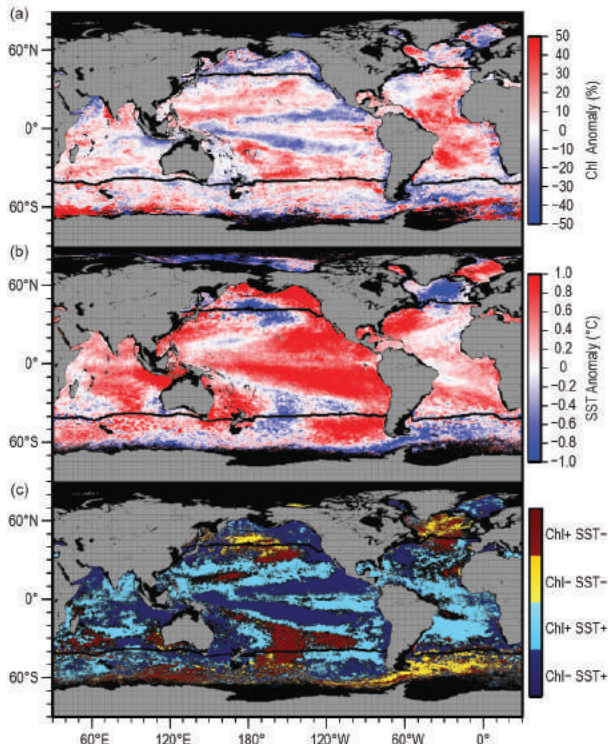 (a)
60°N
0°
60°S
50
40
30
20
10
0
−10
−20
−30
−40
−50
Chl Anomaly (%)
(b)
60°N
0°
60°S
1.0
0.8
0.6
0.4
0.2
0
−0.2
−0.4
−0.6
−0.8
−1.0
SST Anomaly (°C)
(c)
60°N
0°
60°S
Chl+ SST−
Chl− SST−
Chl+ SST+
Chl− SST+
60°E 120°E 180° 120°W 60°W 0°